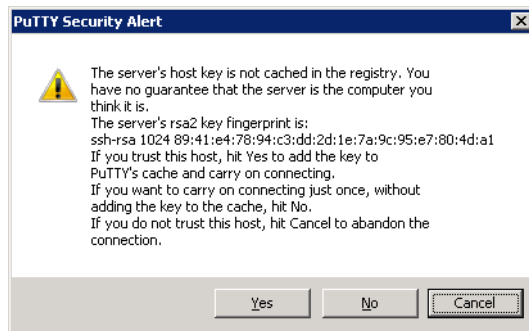 PuTTY Security Alert
The server's host key is not cached in the registry. You
have no guarantee that the server is the computer you
think it is.
The server's rsa2 key fingerprint is:
ssh-rsa 1024 89:41:e4:78:94:c3:dd:2d:1e:7a:9c:95:e7:80:4d:a1
If you trust this host, hit Yes to add the key to
PuTTY's cache and carry on connecting.
If you want to carry on connecting just once, without
adding the key to the cache, hit No.
If you do not trust this host, hit Cancel to abandon the
connection.
Yes No Cancel